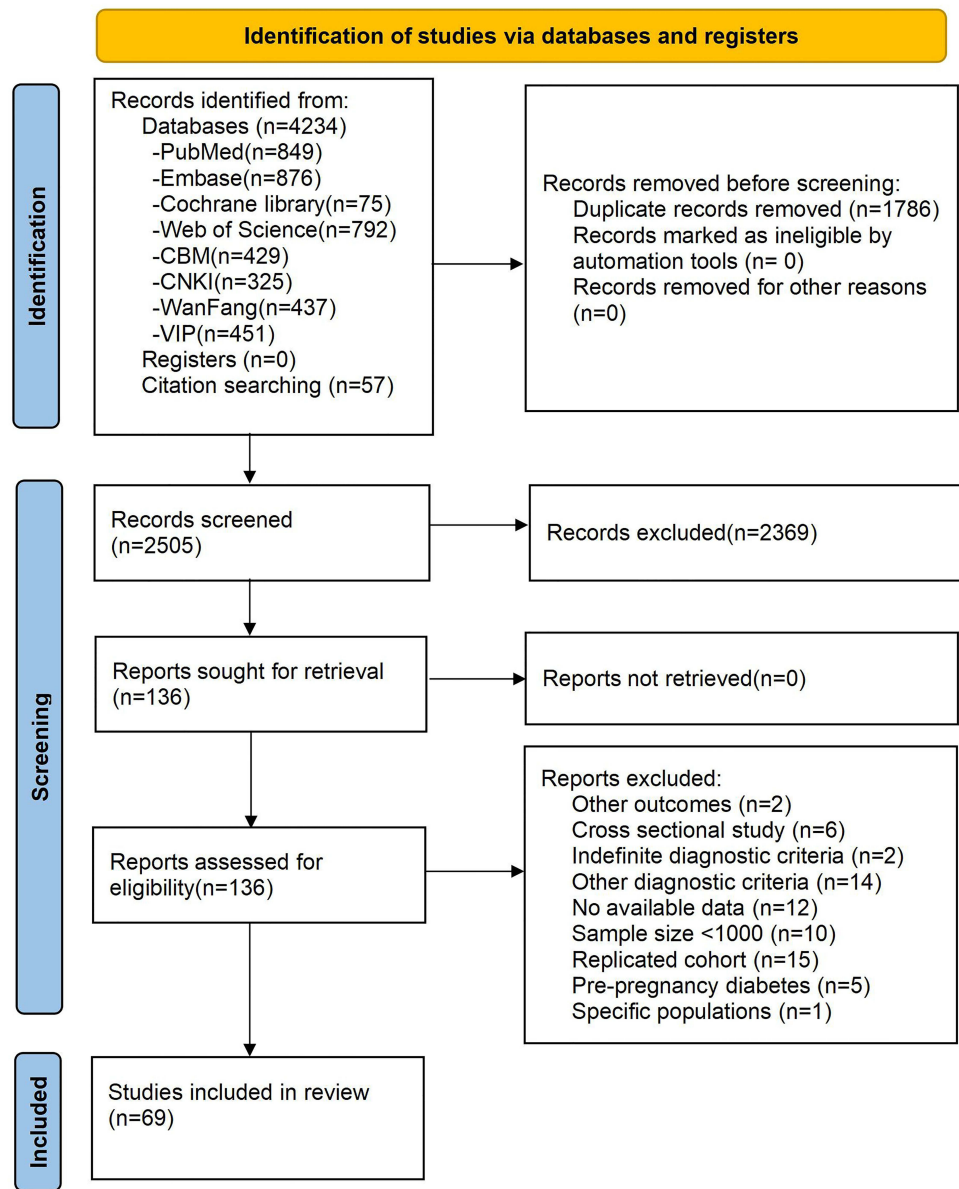 Identification of studies via databases and registers
Identification
Records identified from:
Databases (n=4234)
-PubMed(n=849)
-Embase(n=876)
-Cochrane library(n=75)
-Web of Science(n=792)
-CBM(n=429)
-CNKI(n=325)
-WanFang(n=437)
-VIP(n=451)
Registers (n=0)
Citation searching (n=57)
Records removed before screening:
Duplicate records removed (n=1786)
Records marked as ineligible by
automation tools (n= 0)
Records removed for other reasons
(n=0)
Screening
Records screened
(n=2505)
Records excluded(n=2369)
Reports sought for retrieval
(n=136)
Reports not retrieved(n=0)
Reports assessed for
eligibility(n=136)
Reports excluded:
Other outcomes (n=2)
Cross sectional study (n=6)
Indefinite diagnostic criteria (n=2)
Other diagnostic criteria (n=14)
No available data (n=12)
Sample size <1000 (n=10)
Replicated cohort (n=15)
Pre-pregnancy diabetes (n=5)
Specific populations (n=1)
Included
Studies included in review
(n=69)